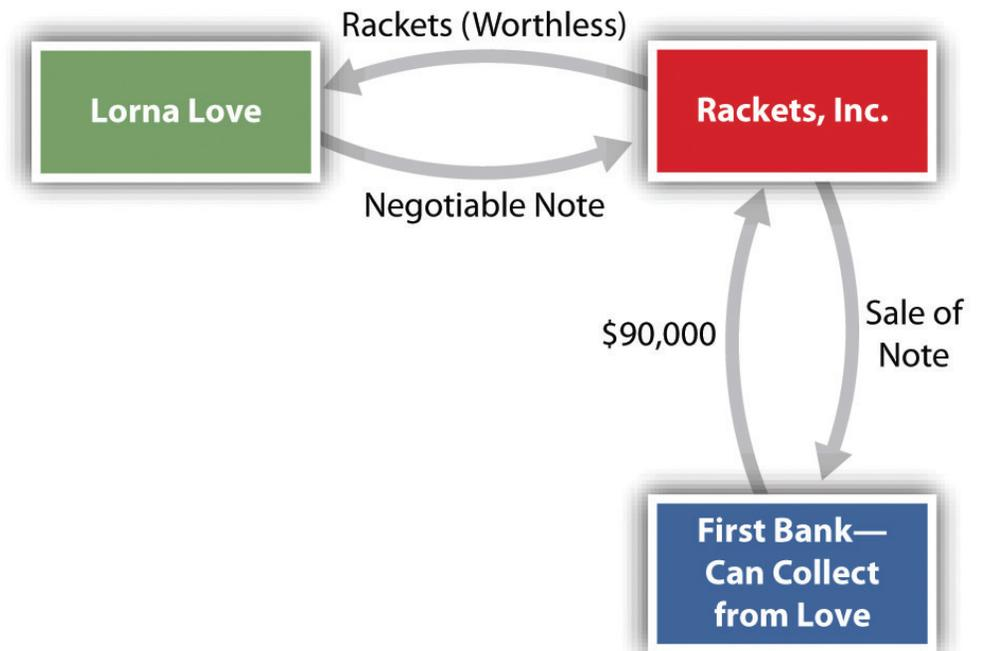 Rackets (Worthless)
Lorna Love
Rackets, Inc.
Negotiable Note
$90,000
Sale of
Note
First Bank—
Can Collect
from Love